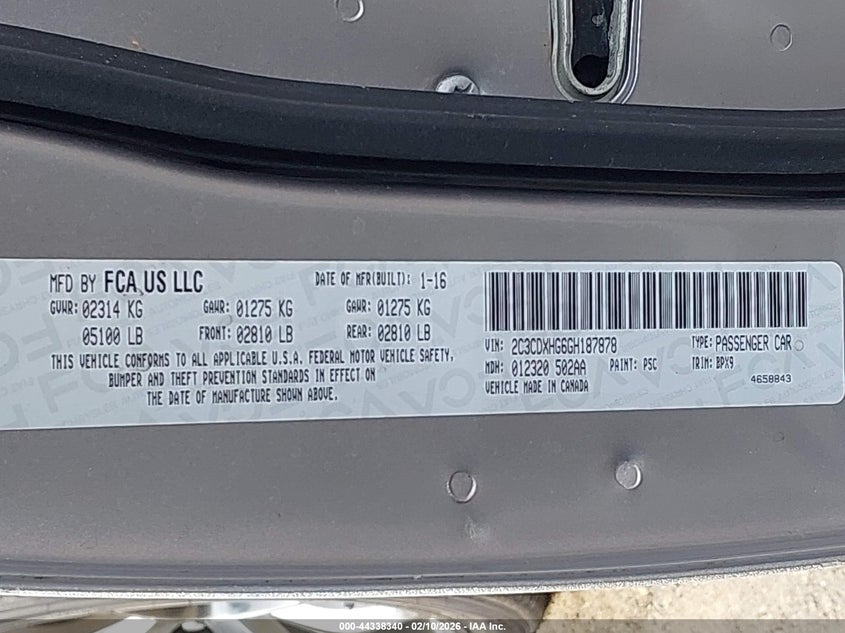 MFD BY FCA US LLC DATE OF MFR(BUILT): 1-16
GVWR: 02314 KG GAWR: 01275 KG GAWR: 01275 KG
05100 LB FRONT: 02810 LB REAR: 02810 LB
THIS VEHICLE CONFORMS TO ALL APPLICABLE U.S.A. FEDERAL MOTOR VEHICLE SAFETY,
BUMPER AND THEFT PREVENTION STANDARDS IN EFFECT ON
THE DATE OF MANUFACTURE SHOWN ABOVE.
VIN: 2C3CDXHG6GH187878 TYPE: PASSENGER CAR
MDH: 012320 502AA PAINT: PSC TRIM: BPX9
VEHICLE MADE IN CANADA 4658843
000-44338340 - 02/10/2026 - IAA Inc.